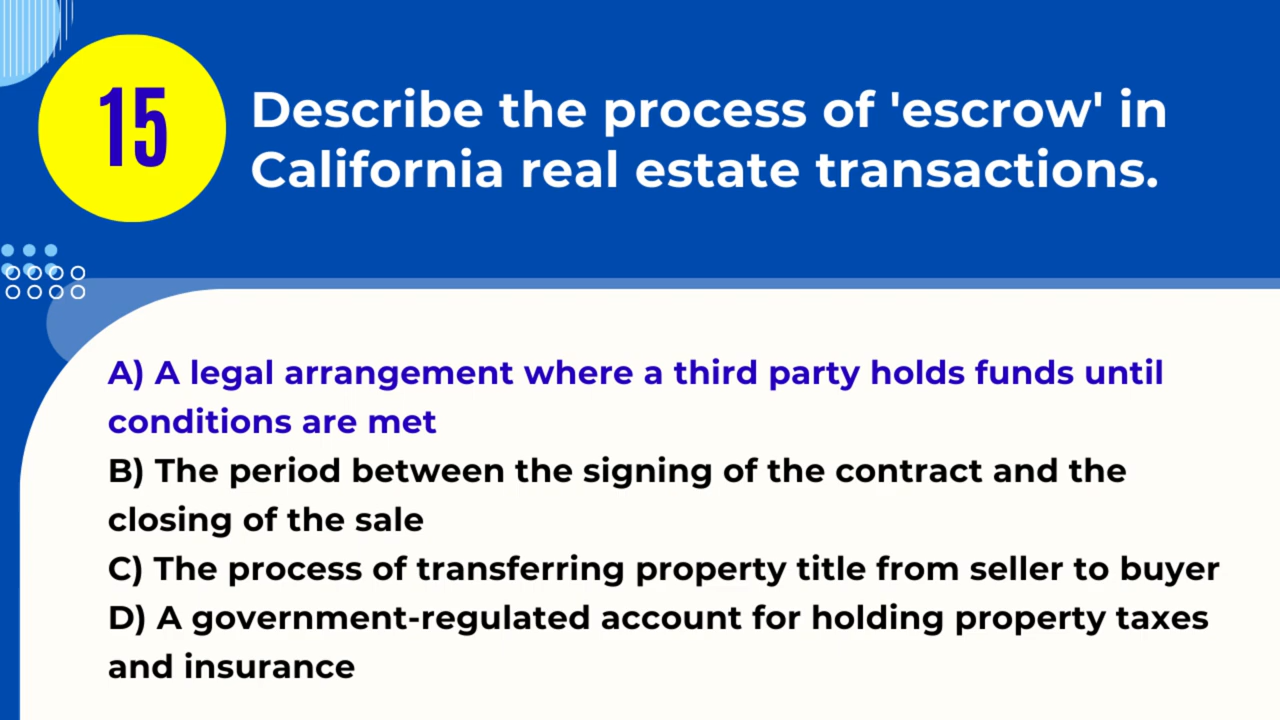 15
Describe the process of 'escrow' in
California real estate transactions.
A) A legal arrangement where a third party holds funds until
conditions are met
B) The period between the signing of the contract and the
closing of the sale
C) The process of transferring property title from seller to buyer
D) A government-regulated account for holding property taxes
and insurance